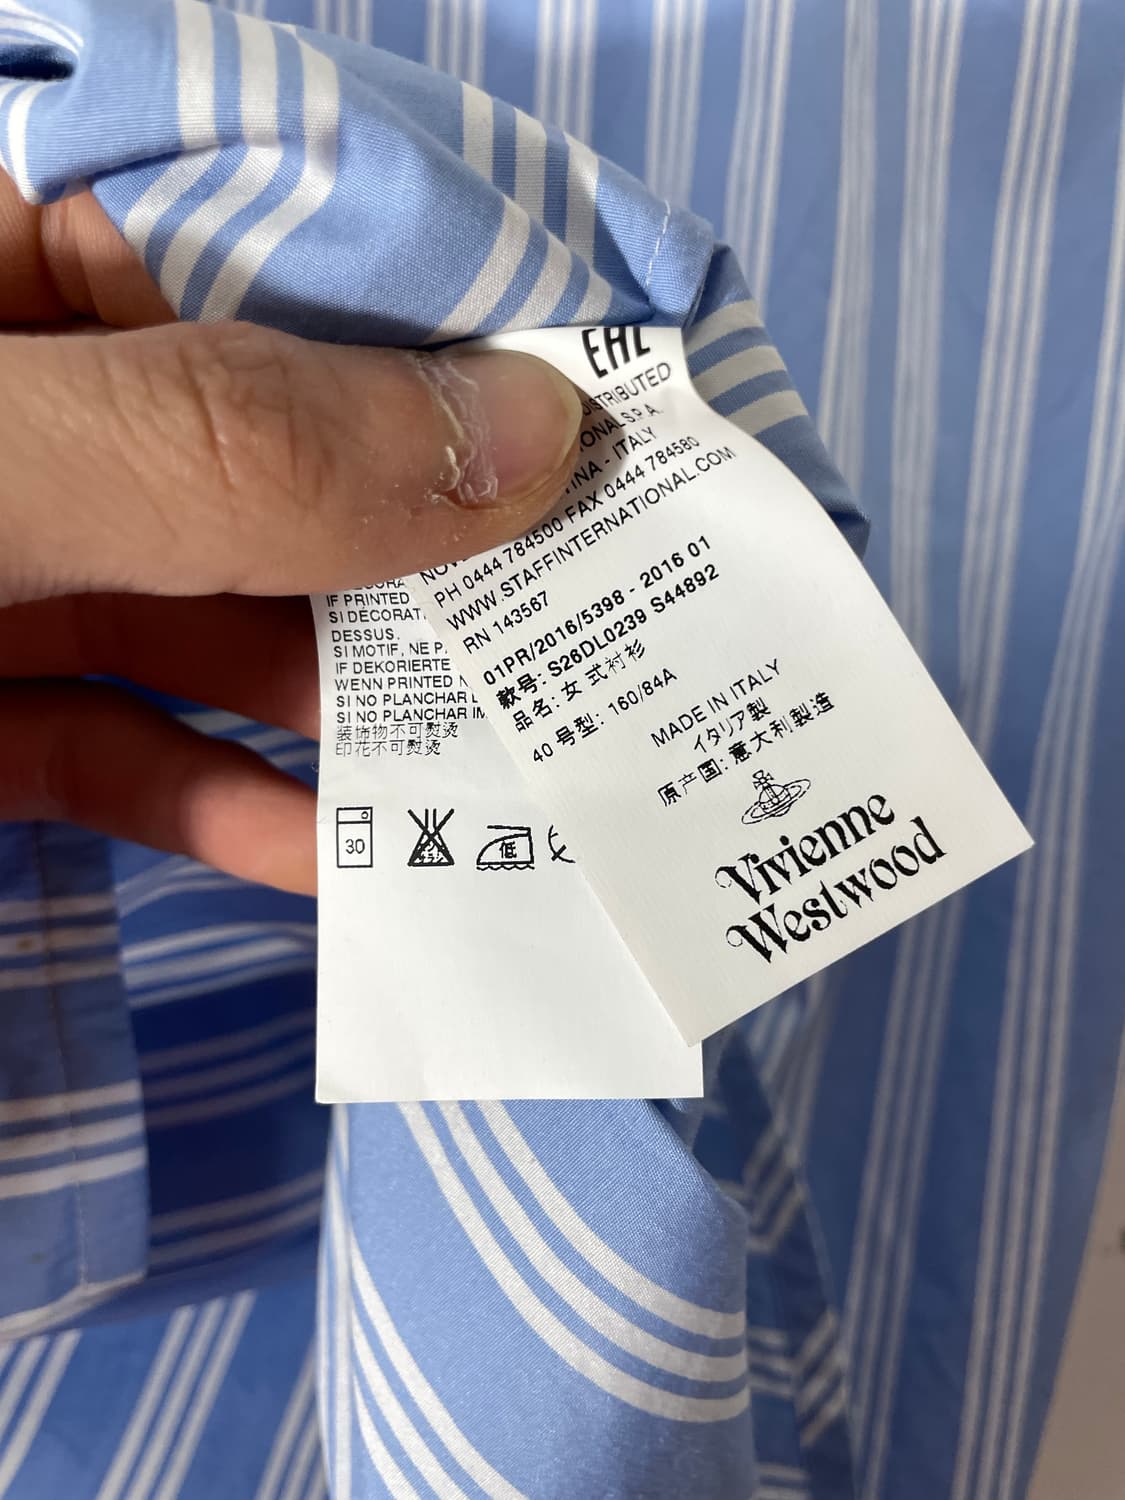 EAC
DISTRIBUTED
ONAL S.P.A.
INA - ITALY
PH 0444 784500 FAX 0444 784580
WWW.STAFFINTERNATIONAL.COM
RN 143567
01PR/2016/5398 - 2016 01
款号: S26DL0239 S44892
品名: 女式衬衫
40 号型: 160/84A
MADE IN ITALY
イタリア製
原产国: 意大利製造
Vivienne
Westwood
IF PRINTED
SI DÉCORAT
DESSUS.
SI MOTIF, NE P
IF DEKORIERTE
WENN PRINTED N
SI NO PLANCHAR
SI NO PLANCHAR IM
装饰物不可熨烫
印花不可熨烫
30
低